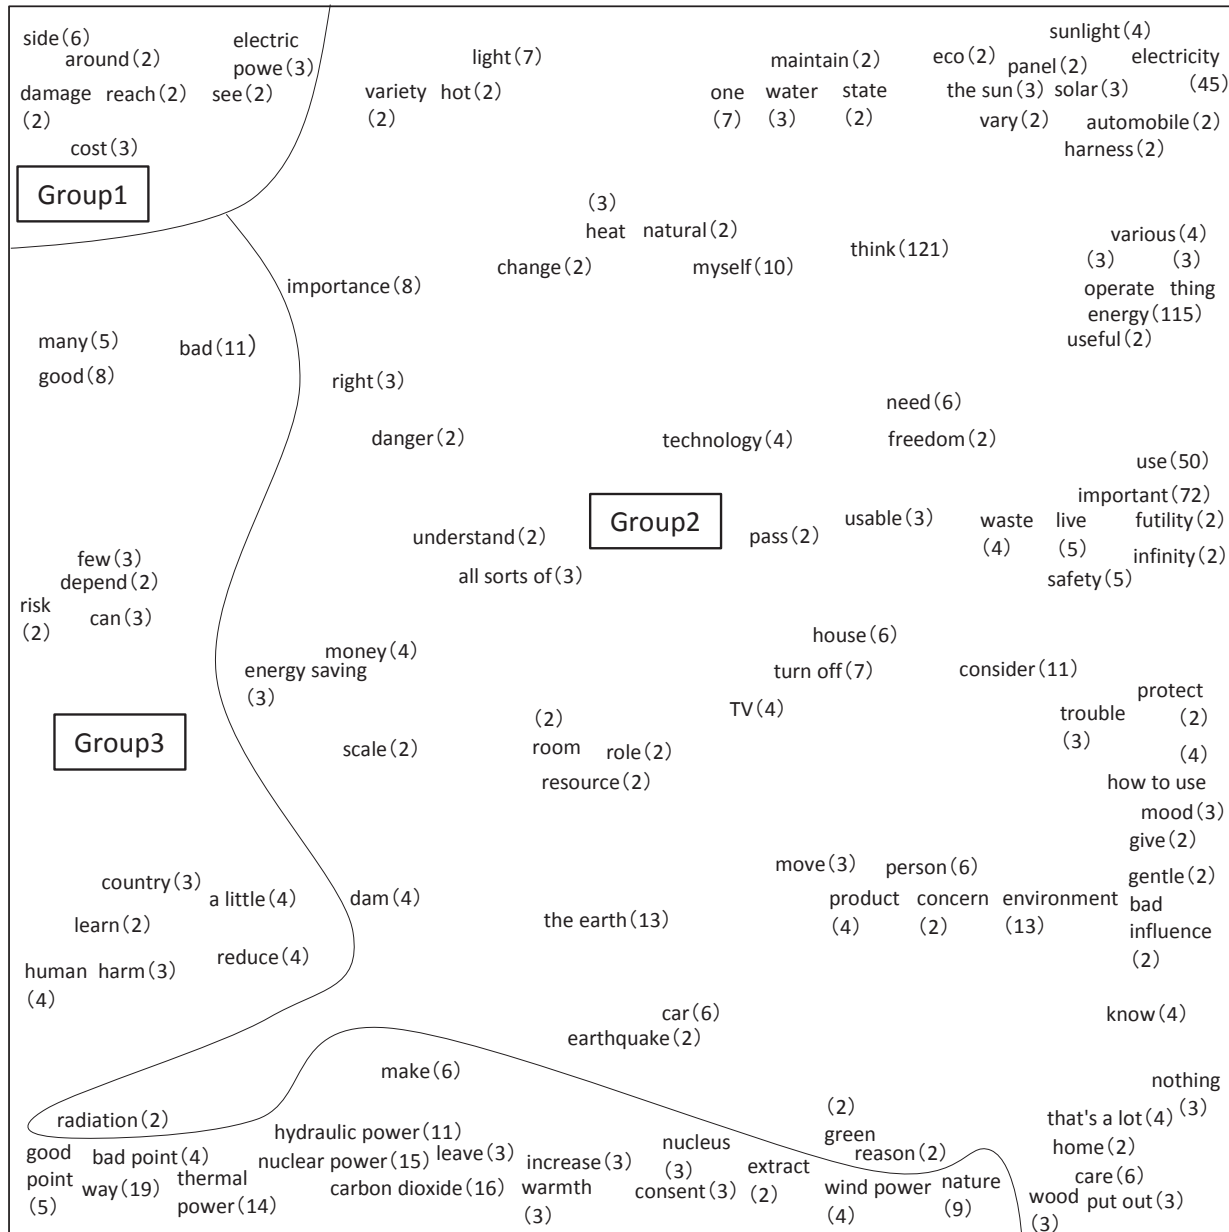 side(6)
around(2)
electric
powe(3)
damage
(2)
reach(2)
see(2)
cost(3)
Group1
light(7)
variety
(2)
hot(2)
maintain(2)
one
(7)
water
(3)
state
(2)
eco(2)
sunlight(4)
panel(2)
electricity
(45)
the sun(3)
solar(3)
vary(2)
automobile(2)
harness(2)
(3)
heat
natural(2)
change(2)
myself(10)
think(121)
various(4)
(3)
(3)
operate
thing
energy(115)
useful(2)
importance(8)
many(5)
bad(11)
good(8)
right(3)
need(6)
danger(2)
technology(4)
freedom(2)
use(50)
important(72)
Group2
understand(2)
pass(2)
usable(3)
waste
(4)
live
(5)
futility(2)
infinity(2)
all sorts of(3)
safety(5)
few(3)
depend(2)
risk
(2)
can(3)
house(6)
money(4)
energy saving
(3)
turn off(7)
consider(11)
protect
(2)
TV(4)
trouble
(3)
(4)
Group3
scale(2)
(2)
room
role(2)
resource(2)
how to use
mood(3)
give(2)
country(3)
a little(4)
dam(4)
move(3)
person(6)
gentle(2)
learn(2)
the earth(13)
product
(4)
concern
(2)
environment
(13)
bad
influence
(2)
human
(4)
harm(3)
reduce(4)
car(6)
earthquake(2)
know(4)
make(6)
nothing
(3)
radiation(2)
(2)
green
reason(2)
that's a lot(4)
home(2)
care(6)
wood
(3)
put out(3)
good
point
(5)
bad point(4)
way(19)
thermal
power(14)
hydraulic power(11)
nuclear power(15)
leave(3)
carbon dioxide(16)
increase(3)
warmth
(3)
nucleus
(3)
consent(3)
extract
(2)
wind power
(4)
nature
(9)